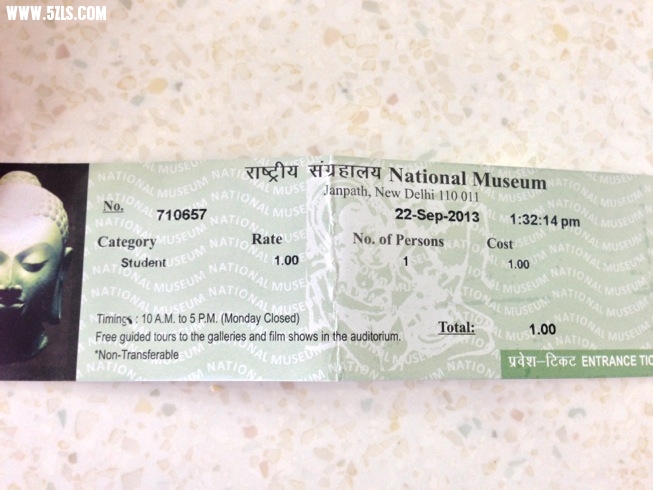 WWW.5ZLS.COM
राष्ट्रीय संग्रहालय National Museum
Janpath, New Delhi 110 011
No. 710657 22-Sep-2013 1:32:14 pm
Category Rate No. of Persons Cost
Student 1.00 1 1.00
Timings : 10 A.M. to 5 P.M. (Monday Closed)
Free guided tours to the galleries and film shows in the auditorium.
*Non-Transferable
Total: 1.00
प्रवेश-टिकट ENTRANCE TIC
NATIONAL MUSEUM